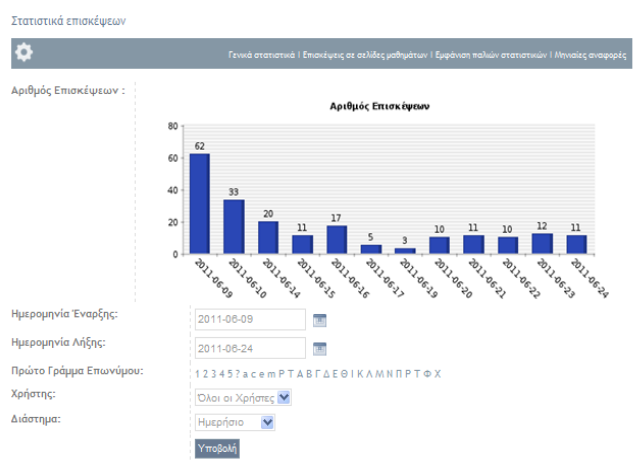 Στατιστικά επισκέψεων
Γενικά στατιστικά | Επισκέψεις σε σελίδες μαθημάτων | Εμφάνιση παλιών στατιστικών | Μηνιαίες αναφορές
Αριθμός Επισκέψεων :
Αριθμός Επισκέψεων
80
60
40
20
0
62
33
20
11
17
5
3
10
11
10
12
11
2011-06-09
2011-06-10
2011-06-14
2011-06-15
2011-06-16
2011-06-17
2011-06-19
2011-06-20
2011-06-21
2011-06-22
2011-06-23
2011-06-24
Ημερομηνία Έναρξης:
2011-06-09
Ημερομηνία Λήξης:
2011-06-24
Πρώτο Γράμμα Επωνύμου:
1 2 3 4 5 ? a c e m P T Α Β Γ Δ Ε Θ Ι Κ Λ Μ Ν Π Ρ Τ Φ Χ
Χρήστης:
Όλοι οι Χρήστες
Διάστημα:
Ημερήσιο
Υποβολή